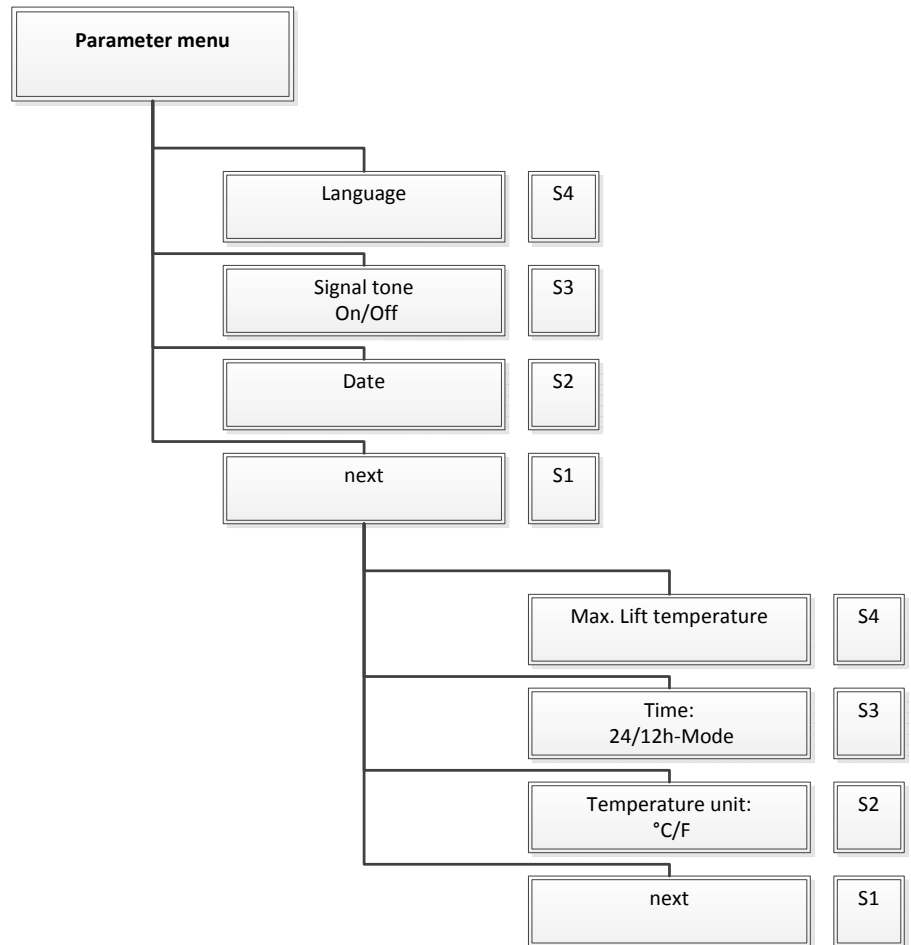 Parameter menu
Language
S4
Signal tone
On/Off
S3
Date
S2
next
S1
Max. Lift temperature
S4
Time:
24/12h-Mode
S3
Temperature unit:
°C/F
S2
next
S1